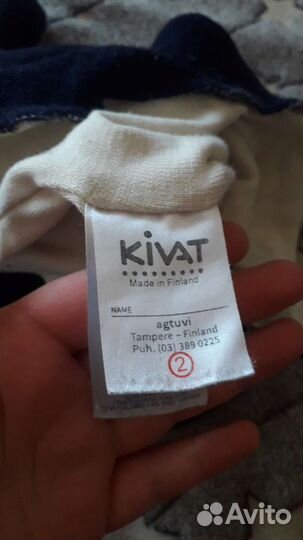 KIVAT
Made in Finland
NAME
agtuvi
Tampere – Finland
Puh. (03) 389 0225
2
Avito